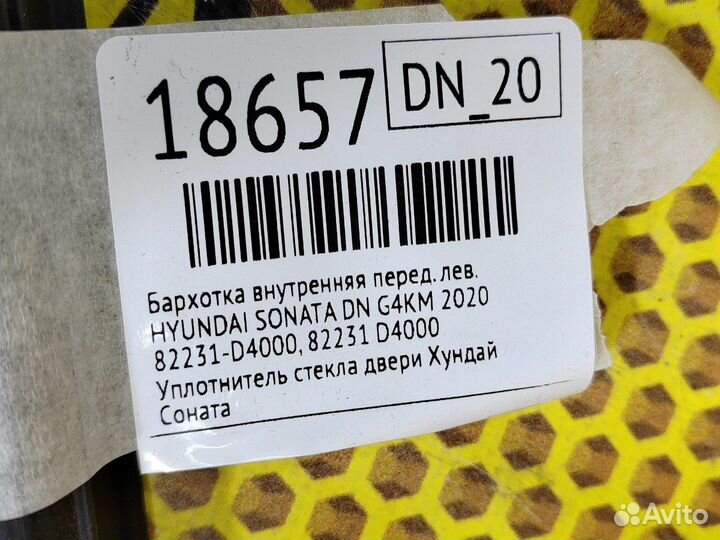 18657
DN_20
Бархотка внутренняя перед. лев.
HYUNDAI SONATA DN G4KM 2020
82231-D4000, 82231 D4000
Уплотнитель стекла двери Хундай
Соната
Avito